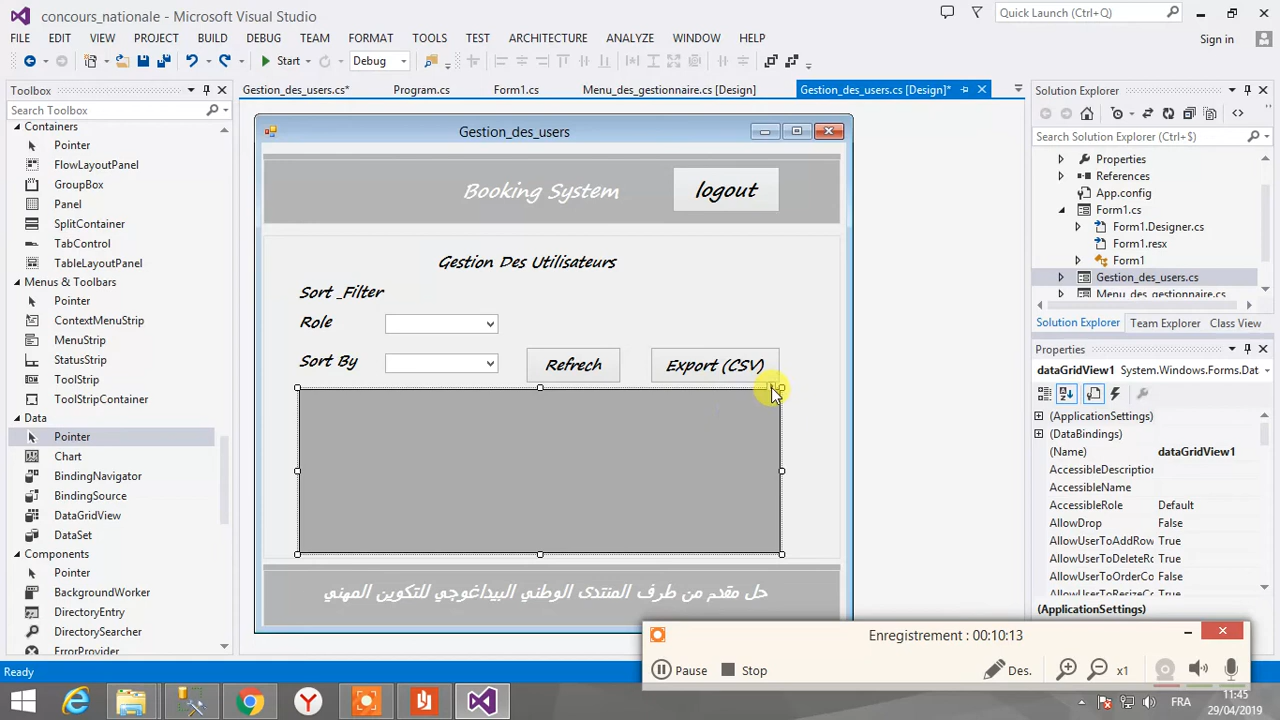 concours_nationale - Microsoft Visual Studio
Quick Launch (Ctrl+Q)
FILE EDIT VIEW PROJECT BUILD DEBUG TEAM FORMAT TOOLS TEST ARCHITECTURE ANALYZE WINDOW HELP
Sign in
Start
Debug
Toolbox
Gestion_des_users.cs*
Program.cs
Form1.cs
Menu_des_gestionnaire.cs [Design]
Gestion_des_users.cs [Design]*
Solution Explorer
Search Toolbox
Search Solution Explorer (Ctrl+$)
Containers
Pointer
FlowLayoutPanel
GroupBox
Panel
SplitContainer
TabControl
TableLayoutPanel
Menus & Toolbars
Pointer
ContextMenuStrip
MenuStrip
StatusStrip
ToolStrip
ToolStripContainer
Data
Pointer
Chart
BindingNavigator
BindingSource
DataGridView
DataSet
Components
Pointer
BackgroundWorker
DirectoryEntry
DirectorySearcher
ErrorProvider
Gestion_des_users
Booking System
logout
Gestion Des Utilisateurs
Sort _Filter
Role
Sort By
Refrech
Export (CSV)
حل مقدم من طرف المنتدى الوطني البيداغوجي للتكوين المهني
Properties
References
App.config
Form1.cs
Form1.Designer.cs
Form1.resx
Form1
Gestion_des_users.cs
Menu_des_gestionnaire.cs
Solution Explorer
Team Explorer
Class View
Properties
dataGridView1 System.Windows.Forms.Dat
(ApplicationSettings)
(DataBindings)
(Name) dataGridView1
AccessibleDescription
AccessibleName
AccessibleRole Default
AllowDrop False
AllowUserToAddRow True
AllowUserToDeleteRo True
AllowUserToOrderCo False
AllowUserToResizeC True
(ApplicationSettings)
Enregistrement : 00:10:13
Pause
Stop
Des.
x1
Ready
FRA
11:45
29/04/2019